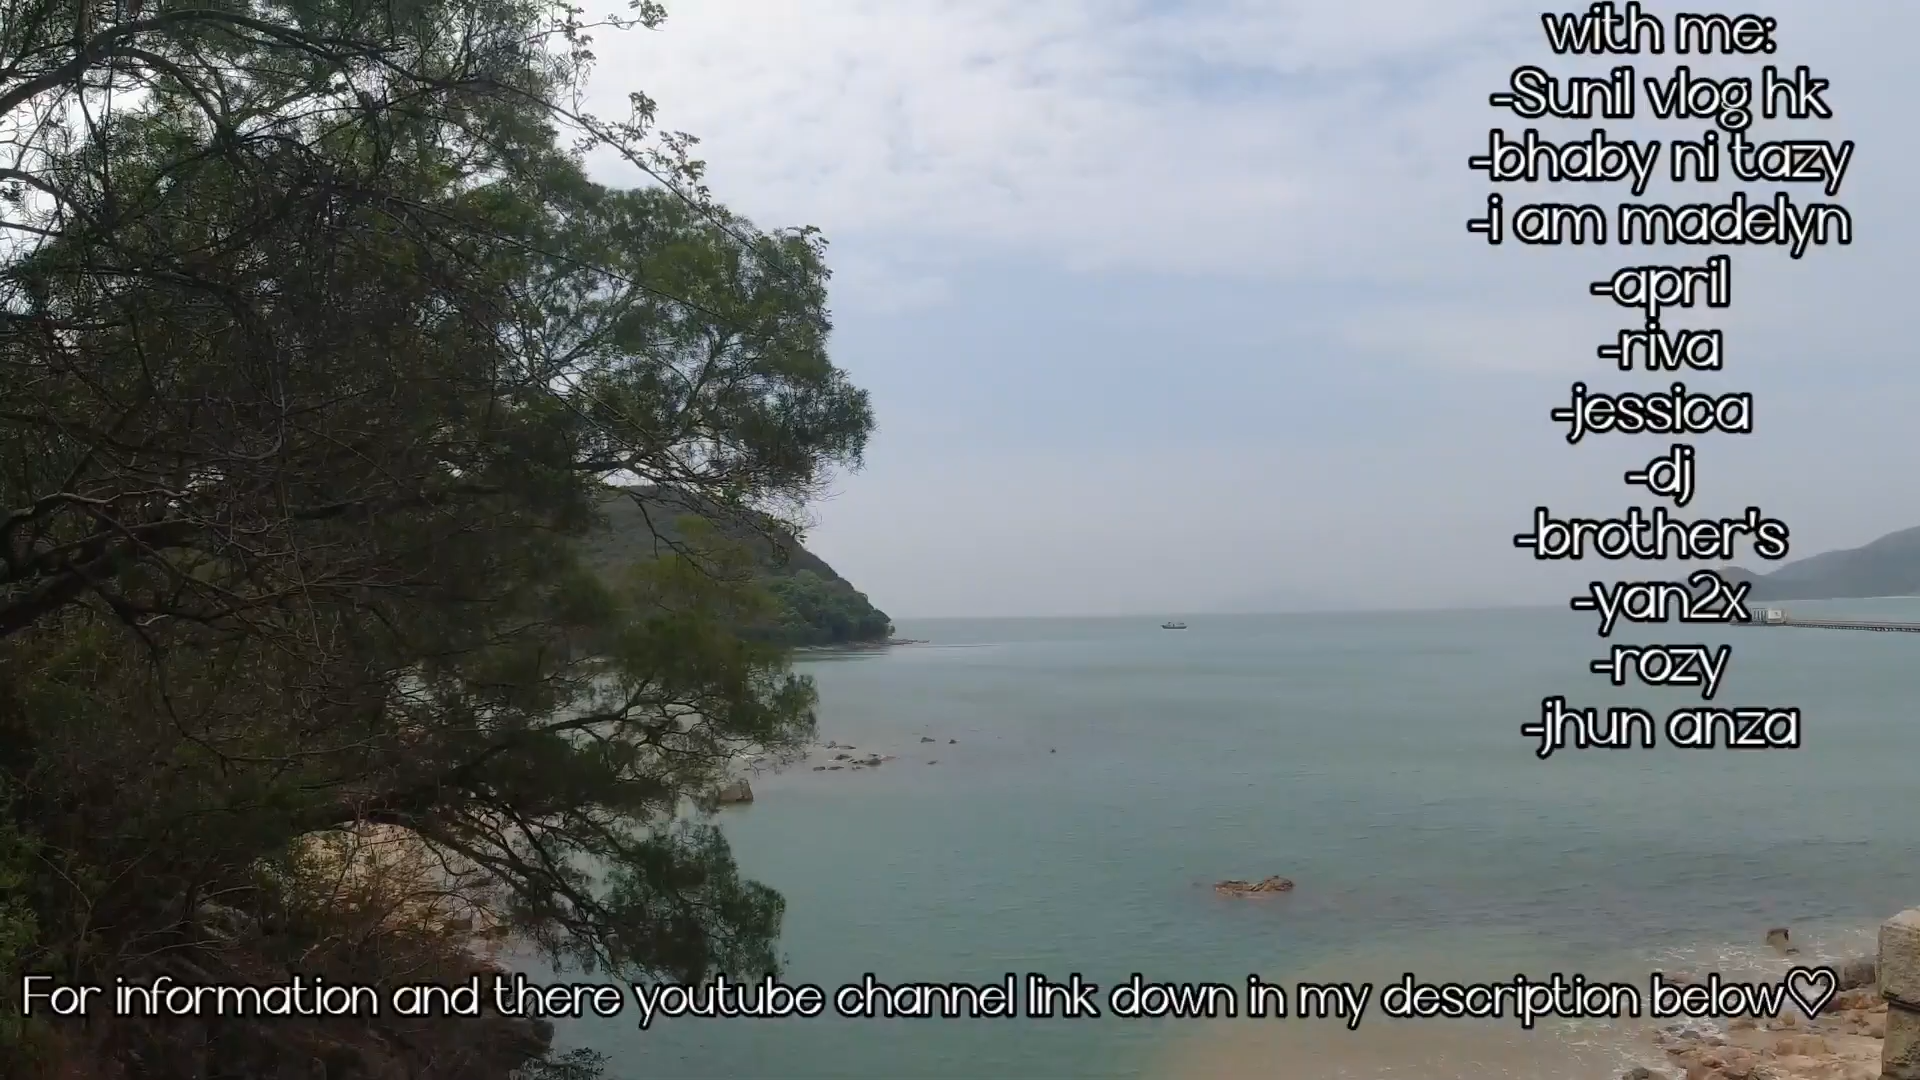 with me:
-Sunil vlog hk
-bhaby ni tazy
-i am madelyn
-april
-riva
-jessica
-dj
-brother's
-yan2x
-rozy
-jhun anza
For information and there youtube channel link down in my description below♡